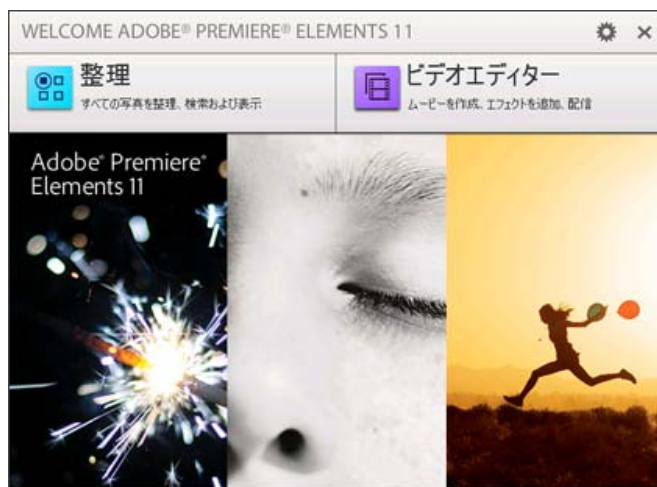 WELCOME ADOBE® PREMIERE® ELEMENTS 11
整理
すべての写真を整理、検索および表示
ビデオエディター
ムービーを作成、エフェクトを追加、配信
Adobe® Premiere®
Elements 11